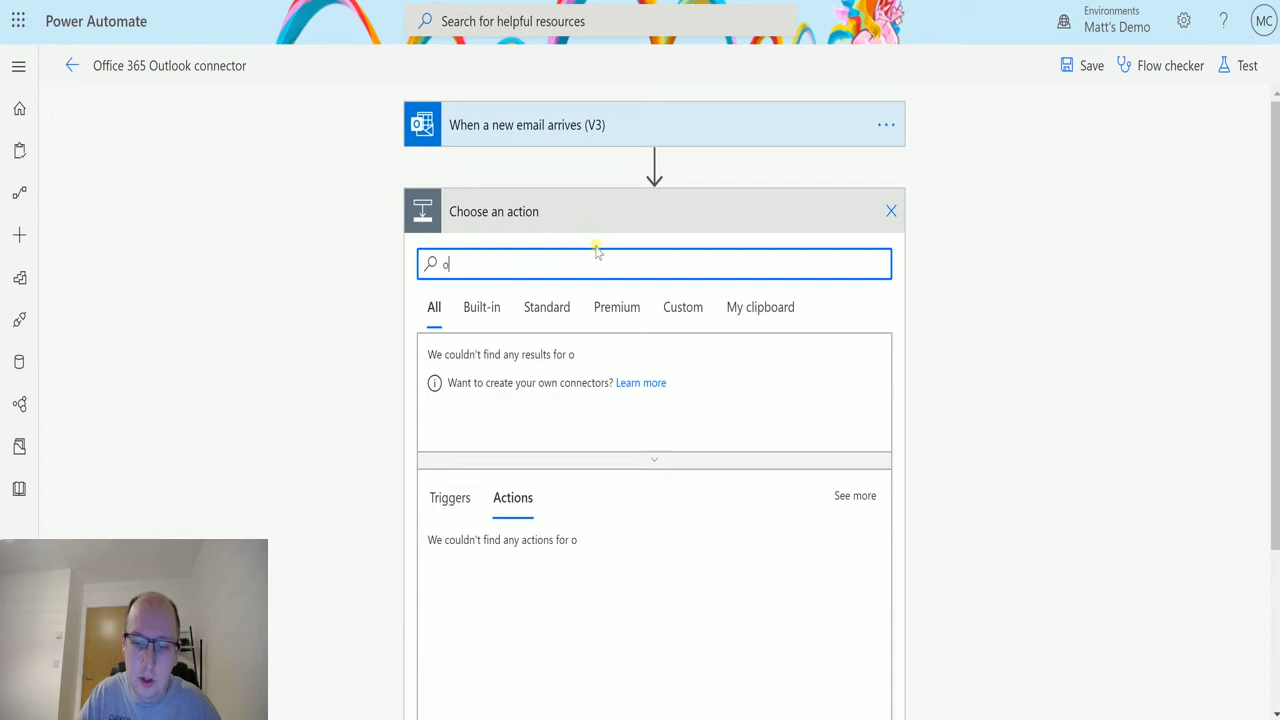 Power Automate
Search for helpful resources
Environments
Matt's Demo
MC
Office 365 Outlook connector
Save
Flow checker
Test
When a new email arrives (V3)
Choose an action
o
All Built-in Standard Premium Custom My clipboard
We couldn't find any results for o
Want to create your own connectors? Learn more
Triggers Actions See more
We couldn't find any actions for o